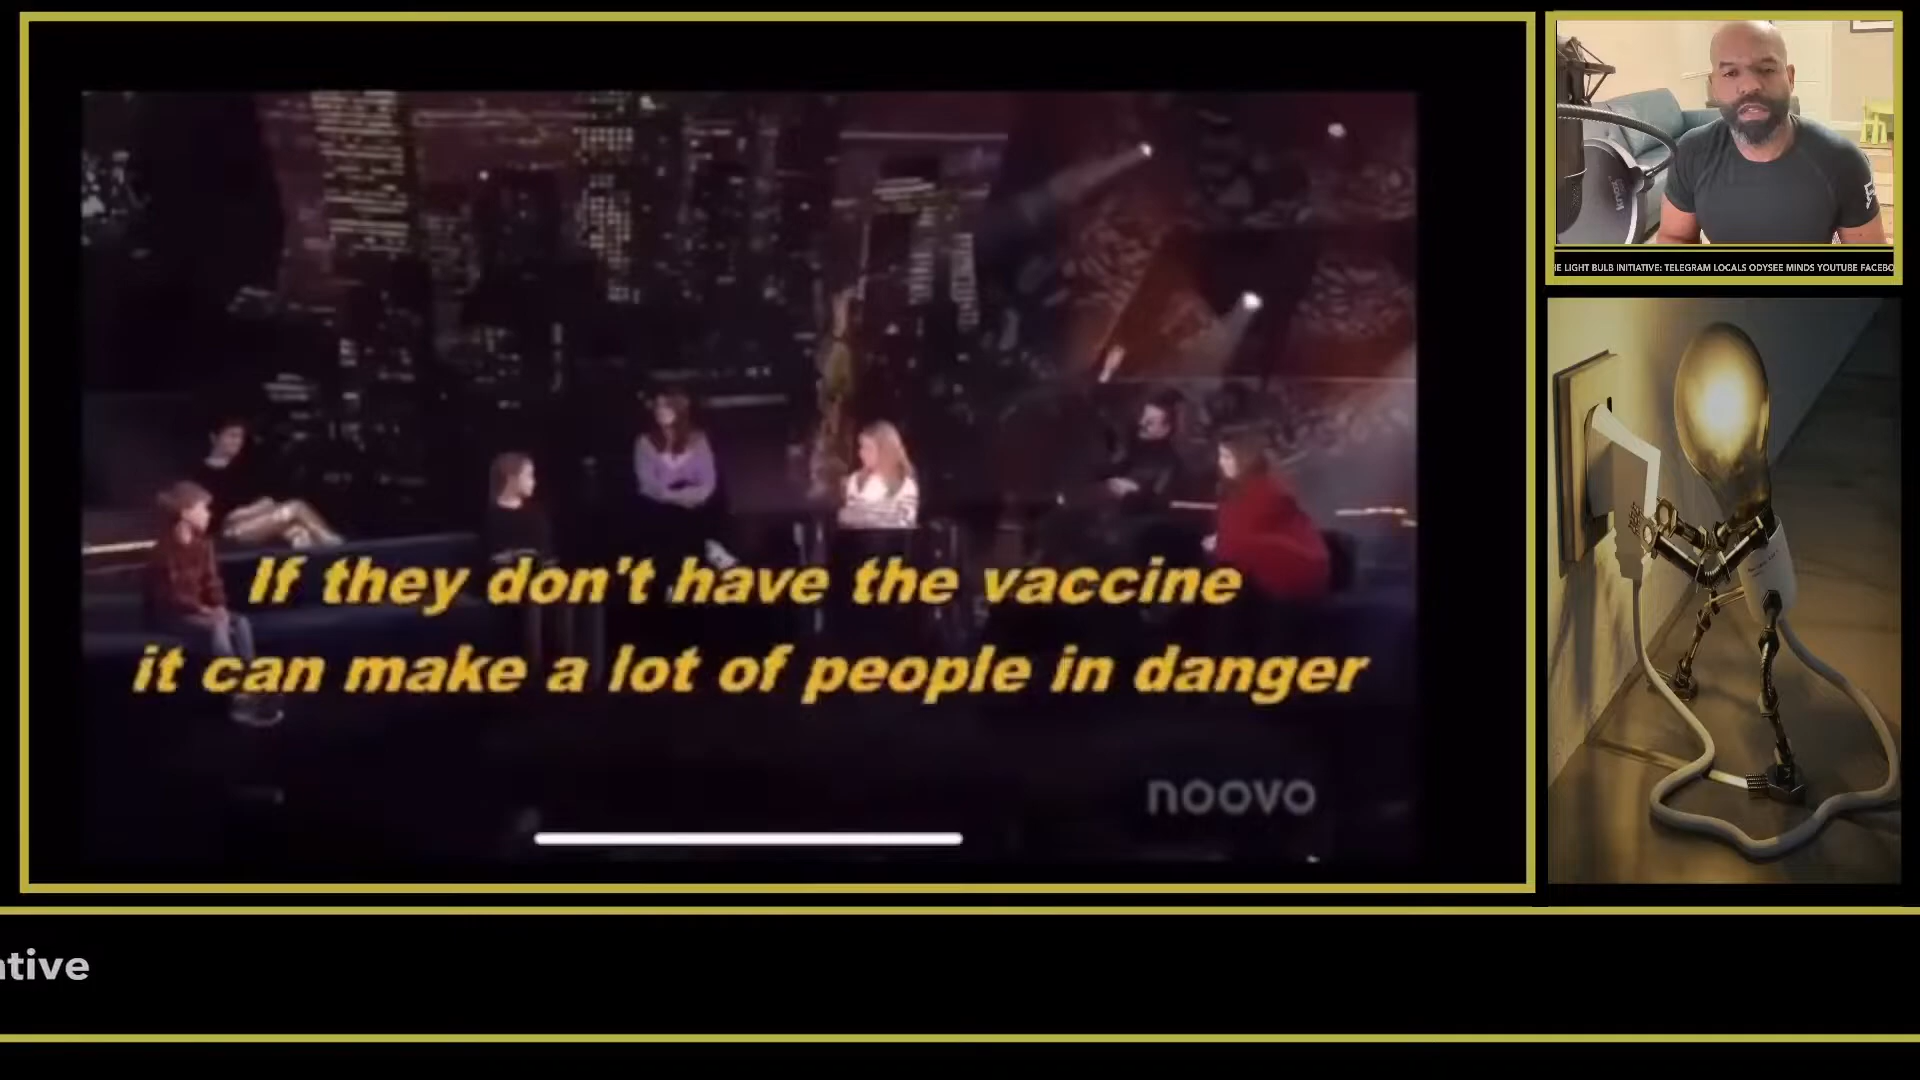 If they don't have the vaccine
it can make a lot of people in danger
noovo
E LIGHT BULB INITIATIVE: TELEGRAM LOCALS ODYSEE MINDS YOUTUBE FACEBO
ative